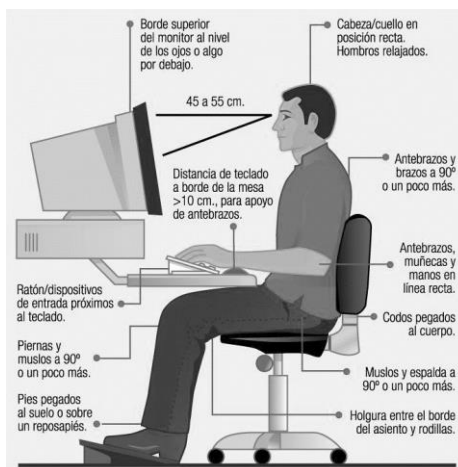 Borde superior
del monitor al nivel
de los ojos o algo
por debajo.
Cabeza/cuello en
posición recta.
Hombros relajados.
45 a 55 cm.
Distancia de teclado
a borde de la mesa
>10 cm., para apoyo
de antebrazos.
Antebrazos y
brazos a 90º
o un poco más.
Antebrazos,
muñecas y
manos en
línea recta.
Ratón/dispositivos
de entrada próximos
al teclado.
Codos pegados
al cuerpo.
Piernas y
muslos a 90º
o un poco más.
Muslos y espalda a
90º o un poco más.
Pies pegados
al suelo o sobre
un reposapiés.
Holgura entre el borde
del asiento y rodillas.